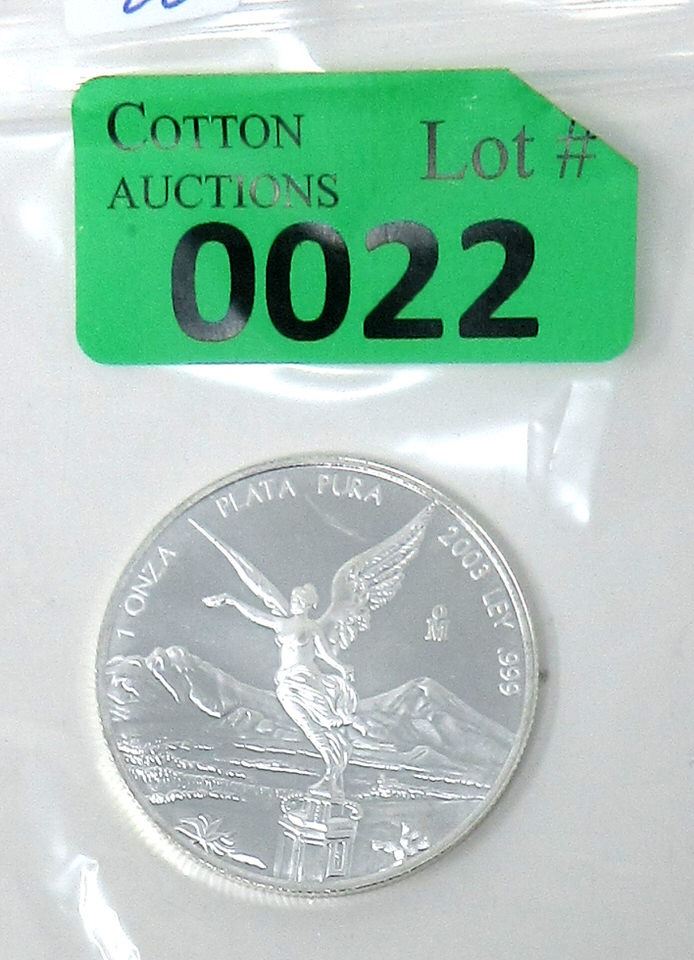 COTTON
AUCTIONS
Lot #
0022
1 ONZA PLATA PURA 2003 LEY .999
Mo